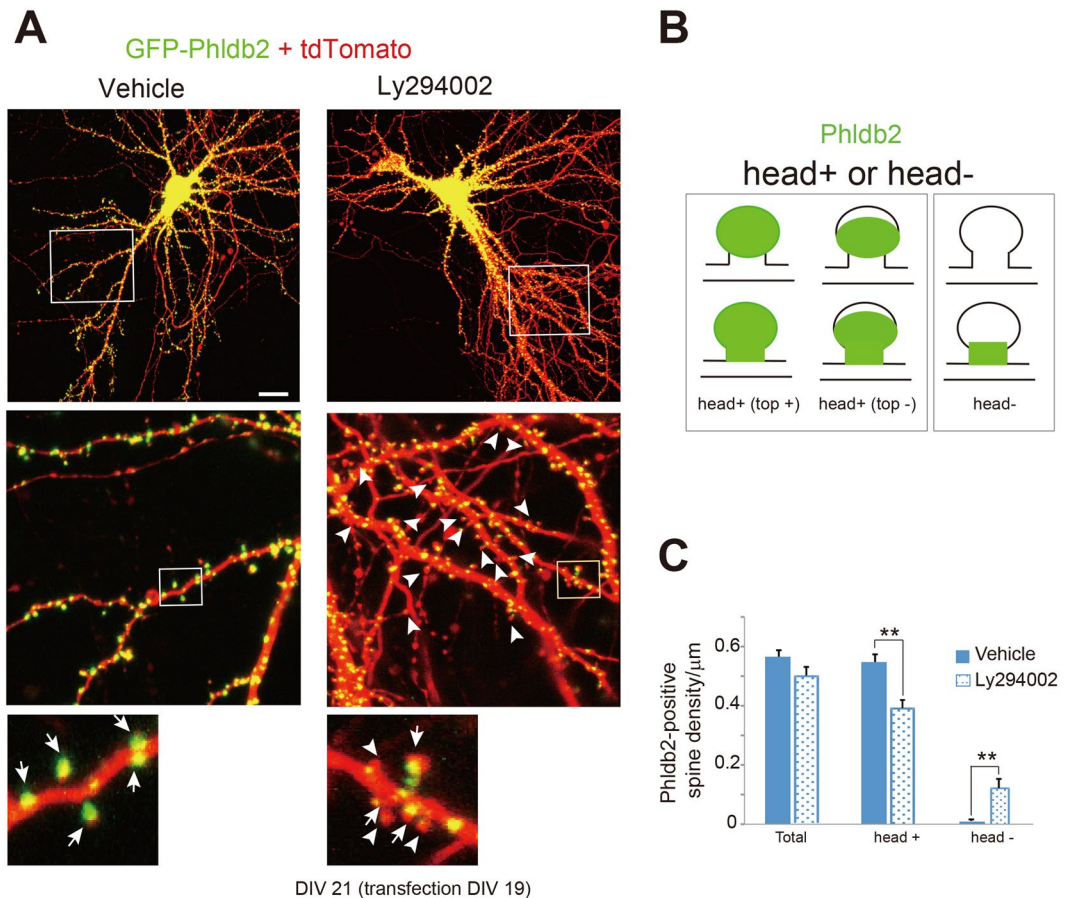 A
GFP-Phldb2 + tdTomato
Vehicle
Ly294002
DIV 21 (transfection DIV 19)
B
Phldb2
head+ or head-
head+ (top +)
head+ (top -)
head-
C
Phldb2-positive
spine density/μm
0.6
0.4
0.2
0
**
**
Vehicle
Ly294002
Total
head +
head -